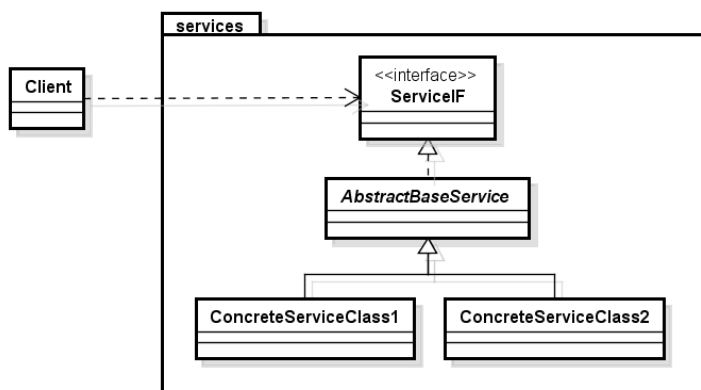 services
Client
<<interface>>
ServiceIF
AbstractBaseService
ConcreteServiceClass1
ConcreteServiceClass2